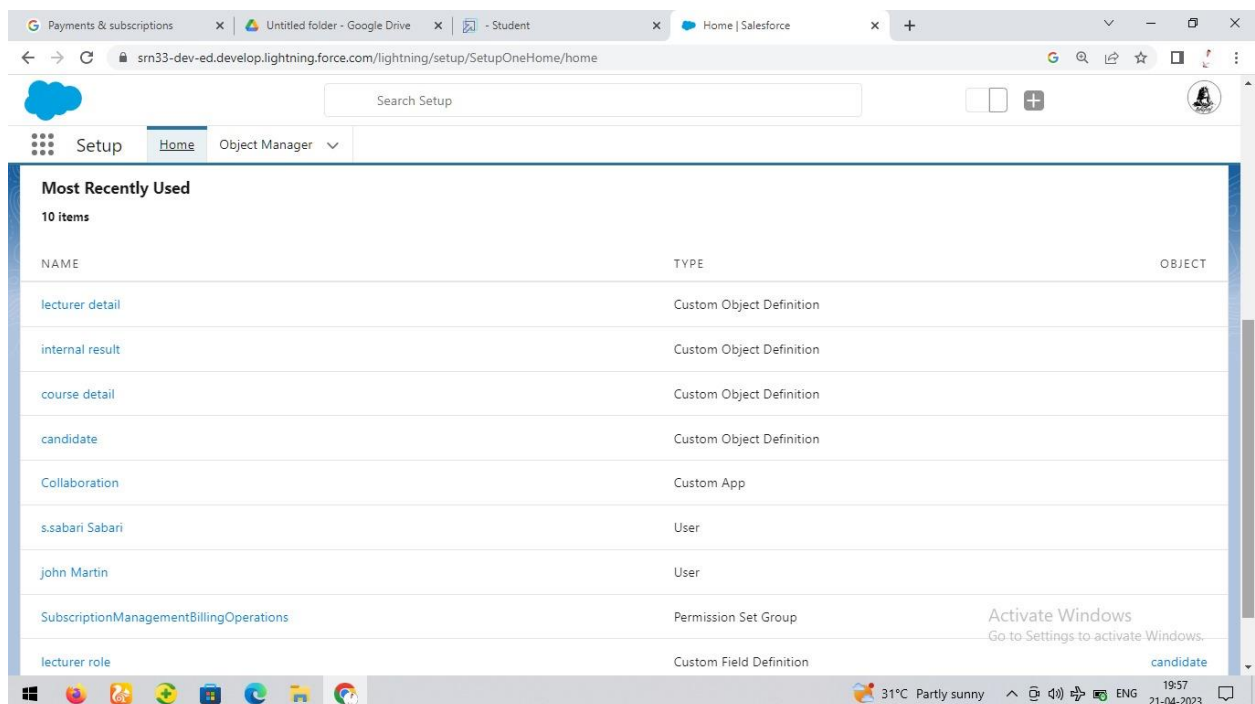 Payments & subscriptions
Untitled folder - Google Drive
- Student
Home | Salesforce
srn33-dev-ed.develop.lightning.force.com/lightning/setup/SetupOneHome/home
Search Setup
Setup Home Object Manager
Most Recently Used
10 items
NAME TYPE OBJECT
lecturer detail Custom Object Definition
internal result Custom Object Definition
course detail Custom Object Definition
candidate Custom Object Definition
Collaboration Custom App
s.sabari Sabari User
john Martin User
SubscriptionManagementBillingOperations Permission Set Group
Activate Windows
Go to Settings to activate Windows.
lecturer role Custom Field Definition candidate
31°C Partly sunny ENG 19:57
21-04-2023